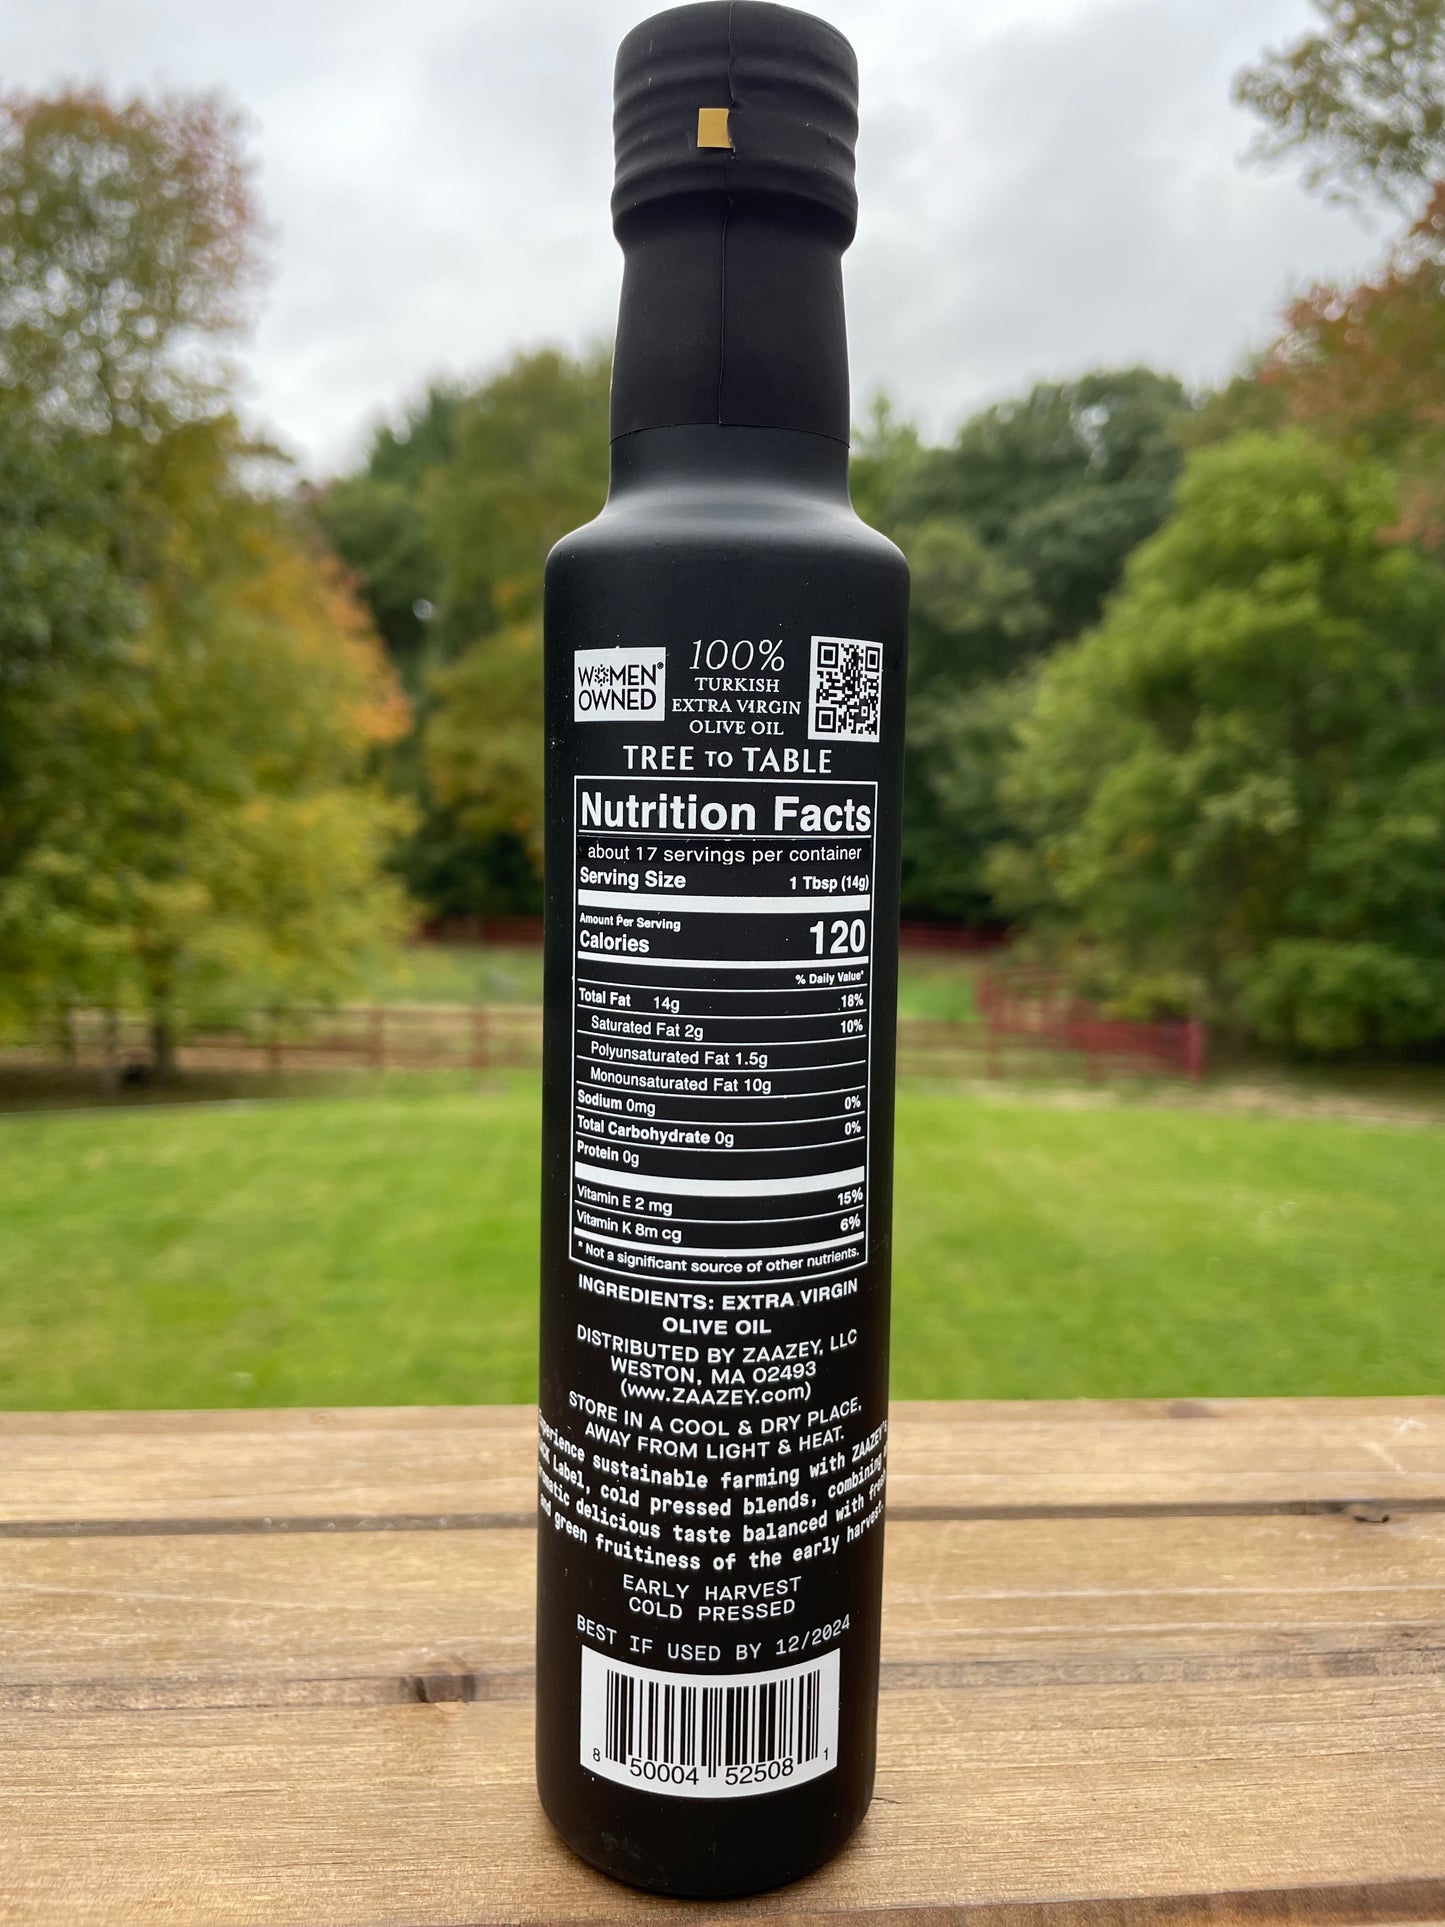 WOMEN®
OWNED
100%
TURKISH
EXTRA VIRGIN
OLIVE OIL
TREE TO TABLE
Nutrition Facts
about 17 servings per container
Serving Size 1 Tbsp (14g)
Amount Per Serving
Calories 120
% Daily Value*
Total Fat 14g 18%
Saturated Fat 2g 10%
Polyunsaturated Fat 1.5g
Monounsaturated Fat 10g
Sodium 0mg 0%
Total Carbohydrate 0g 0%
Protein 0g
Vitamin E 2 mg 15%
Vitamin K 8m cg 6%
* Not a significant source of other nutrients.
INGREDIENTS: EXTRA VIRGIN
OLIVE OIL
DISTRIBUTED BY ZAAZEY, LLC
WESTON, MA 02493
(www.ZAAZEY.com)
STORE IN A COOL & DRY PLACE,
AWAY FROM LIGHT & HEAT.
Experience sustainable farming with ZAAZEY's
Label, cold pressed blends, combining
delicious taste balanced with fresh
and green fruitiness of the early harvest.
EARLY HARVEST
COLD PRESSED
BEST IF USED BY 12/2024
8 50004 52508 1